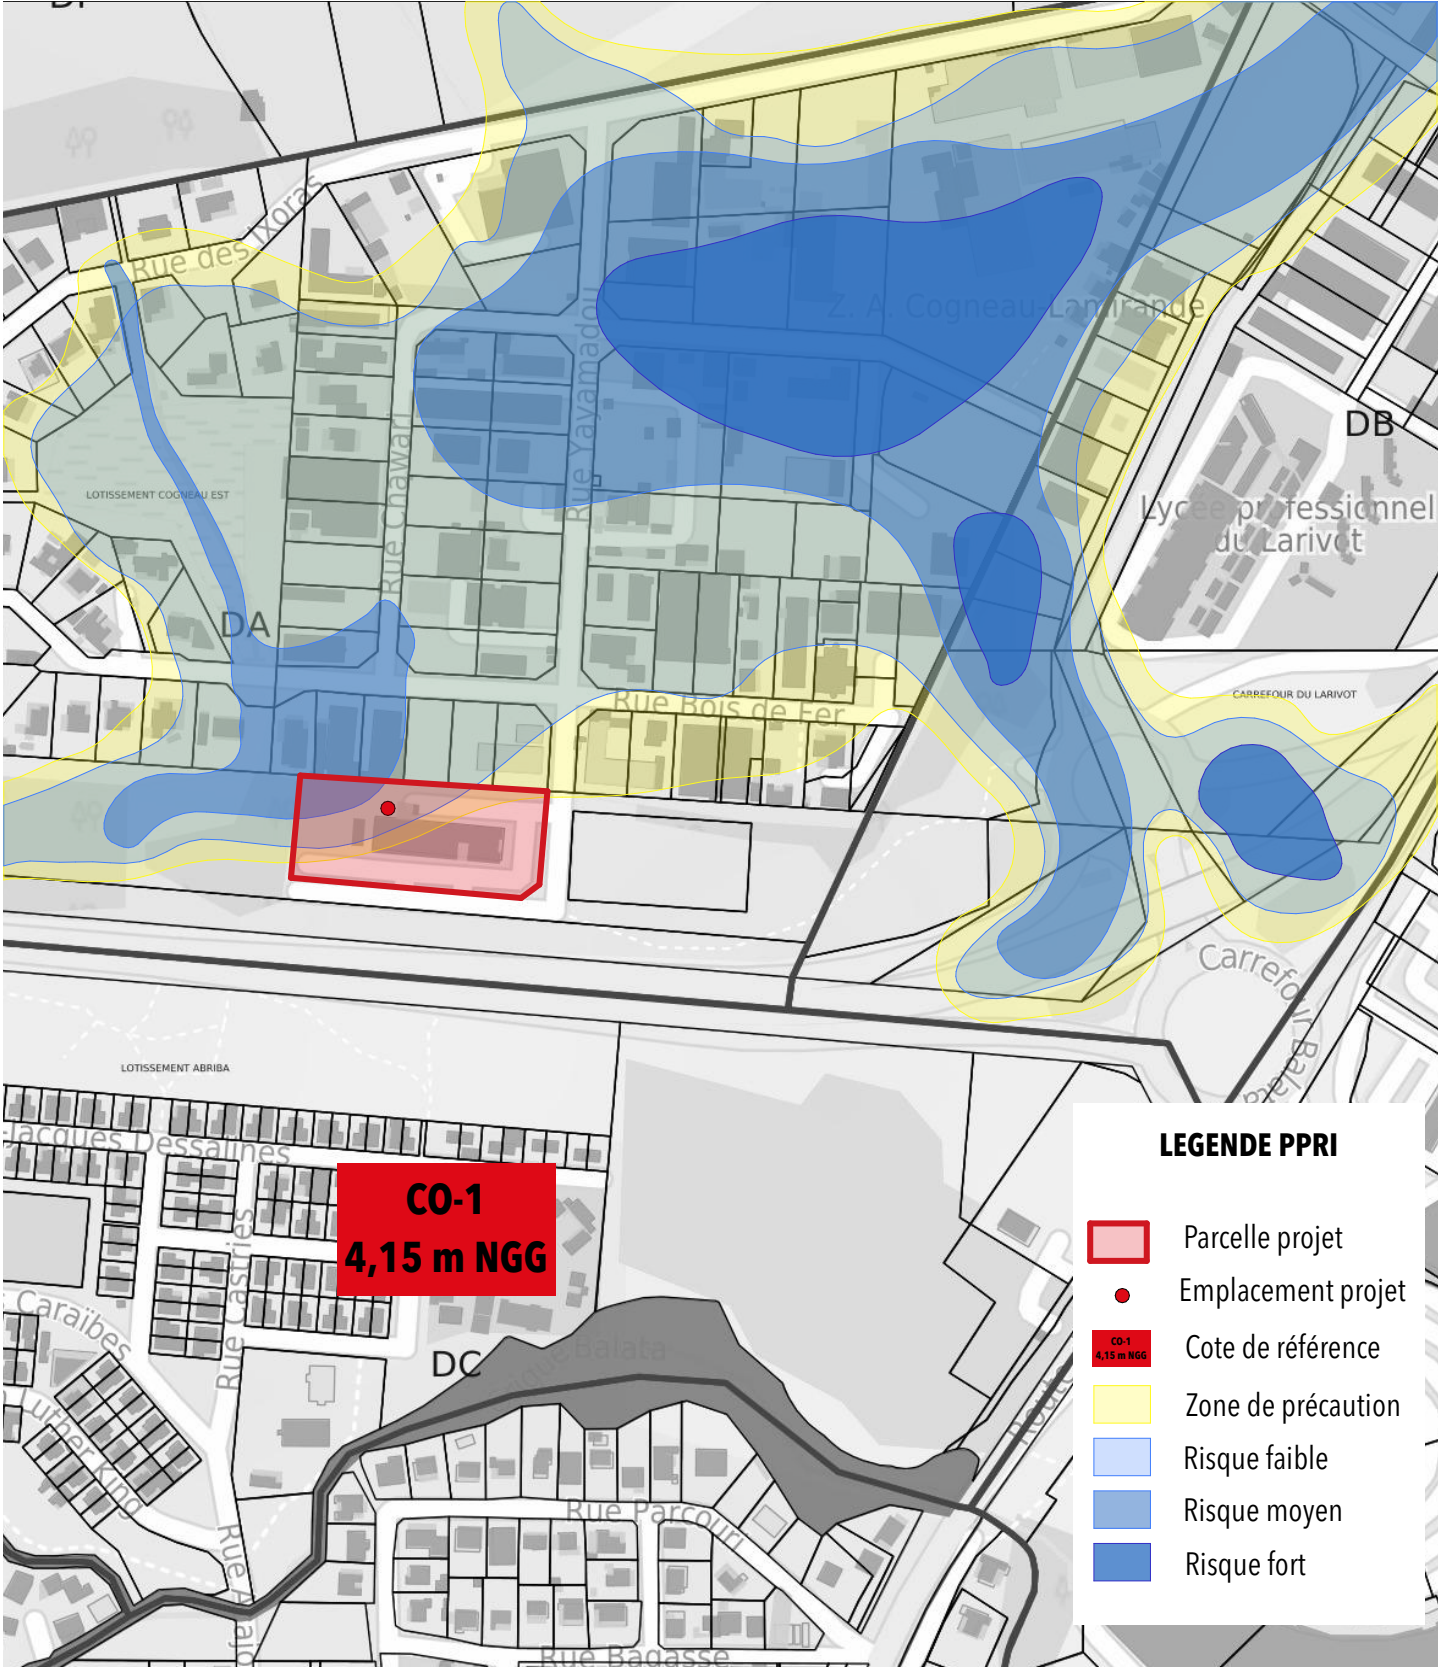 Rue des Ixoras
Z. A. Cogneau-Lamirande
Rue Yayamadou
Rue Chawari
DB
LOTISSEMENT COGNEAU EST
Lycée professionnel
du Larivot
DA
CARREFOUR DU LARIVOT
Rue Bois de Fer
Carrefour Balata
LOTISSEMENT ABRIBA
-Jacques Dessalines
CO-1
4,15 m NGG
Rue Castries
Caraïbes
DC
Balata
Luther King
Route
Rue Parcouri
Rue Bagasse
LEGENDE PPRI
Parcelle projet
Emplacement projet
CO-1
4,15 m NGG
Cote de référence
Zone de précaution
Risque faible
Risque moyen
Risque fort